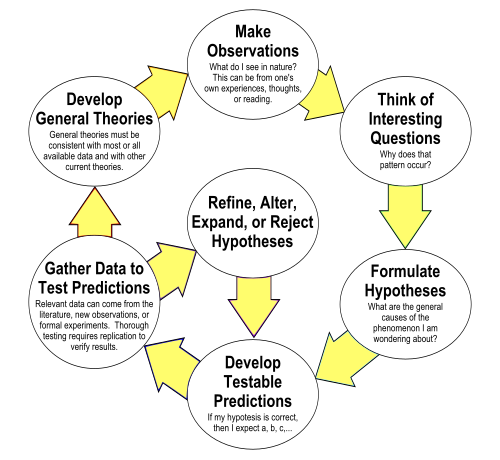 Make
Observations
What do I see in nature?
This can be from one's
own experiences, thoughts,
or reading.
Think of
Interesting
Questions
Why does that
pattern occur?
Formulate
Hypotheses
What are the general
causes of the
phenomenon I am
wondering about?
Develop
Testable
Predictions
If my hypotesis is correct,
then I expect a, b, c,...
Gather Data to
Test Predictions
Relevant data can come from the
literature, new observations, or
formal experiments. Thorough
testing requires replication to
verify results.
Refine, Alter,
Expand, or Reject
Hypotheses
Develop
General Theories
General theories must be
consistent with most or all
available data and with other
current theories.